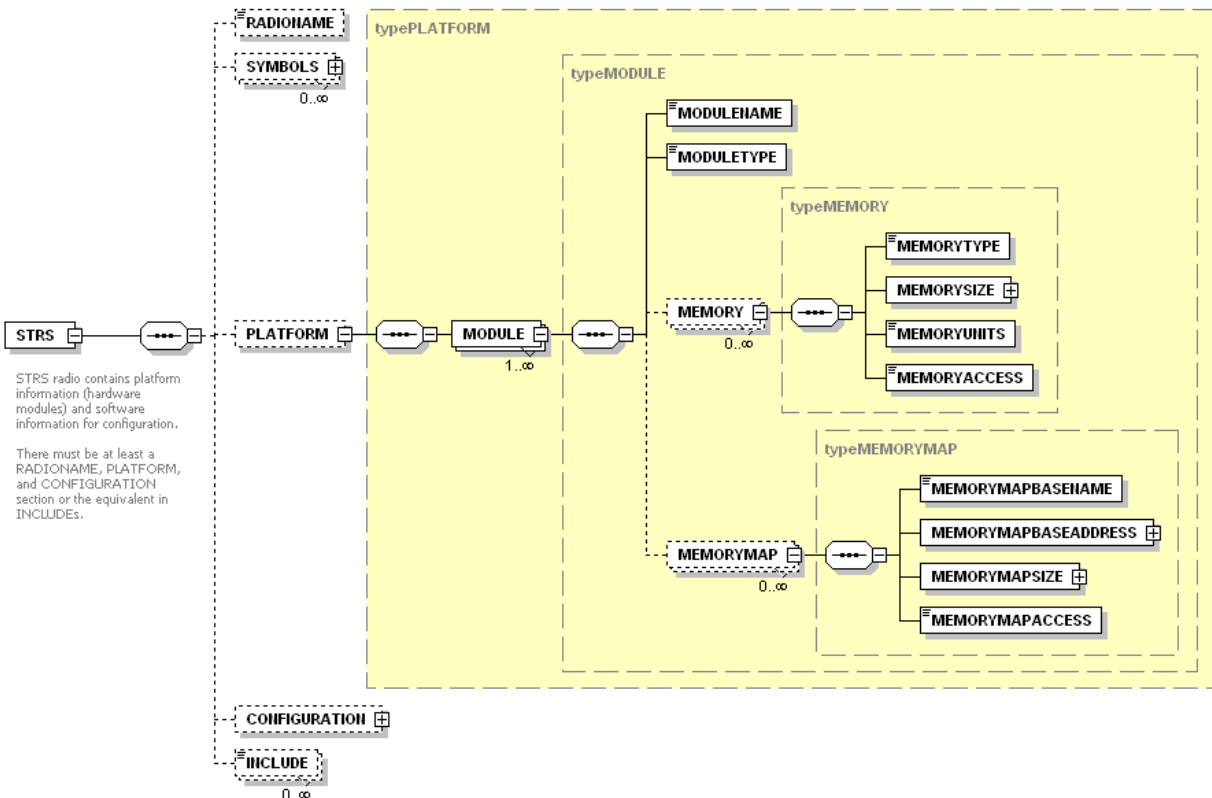 RADIONAME
SYMBOLS
0..∞
typePLATFORM
typeMODULE
MODULENAME
MODULETYPE
typeMEMORY
MEMORYTYPE
MEMORYSIZE
MEMORYUNITS
MEMORYACCESS
MEMORY
0..∞
STRS
PLATFORM
MODULE
1..∞
STRS radio contains platform
information (hardware
modules) and software
information for configuration.
There must be at least a
RADIONAME, PLATFORM,
and CONFIGURATION
section or the equivalent in
INCLUDEs.
typeMEMORYMAP
MEMORYMAPBASENAME
MEMORYMAPBASEADDRESS
MEMORYMAPSIZE
MEMORYMAPACCESS
MEMORYMAP
0..∞
CONFIGURATION
INCLUDE
0..∞